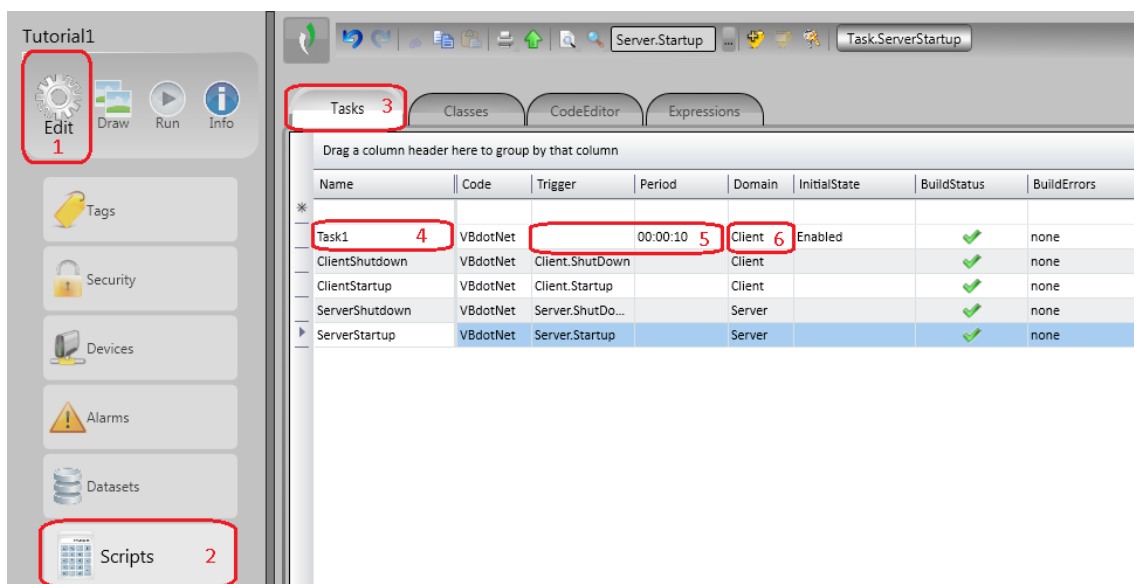 Tutorial1
Edit
Draw
Run
Info
1
Tags
Security
Devices
Alarms
Datasets
Scripts 2
Server.Startup ... Task.ServerStartup
Tasks 3 Classes CodeEditor Expressions
Drag a column header here to group by that column
Name Code Trigger Period Domain InitialState BuildStatus BuildErrors
Task1 4 VBdotNet 00:00:10 5 Client 6 Enabled none
ClientShutdown VBdotNet Client.ShutDown Client none
ClientStartup VBdotNet Client.Startup Client none
ServerShutdown VBdotNet Server.ShutDo... Server none
ServerStartup VBdotNet Server.Startup Server none